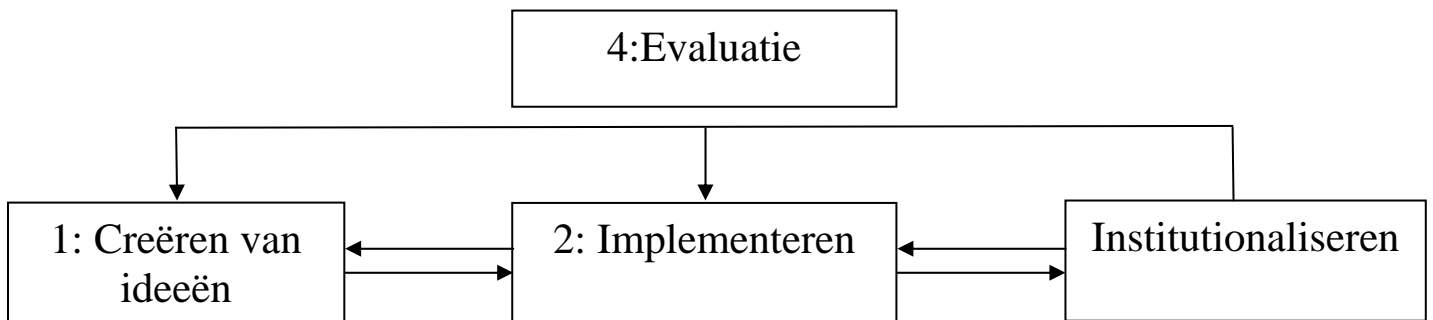 4:Evaluatie
1: Creëren van
ideeën
2: Implementeren
Institutionaliseren